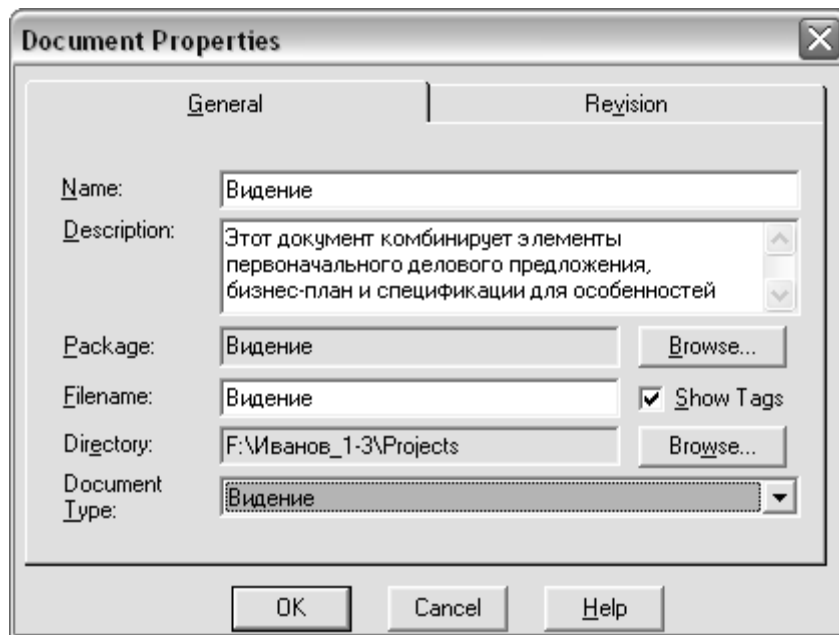 Document Properties
General Revision
Name: Видение
Description: Этот документ комбинирует элементы
первоначального делового предложения,
бизнес-план и спецификации для особенностей
Package: Видение Browse...
Filename: Видение Show Tags
Directory: F:\Иванов_1-3\Projects Browse...
Document
Type: Видение
OK Cancel Help